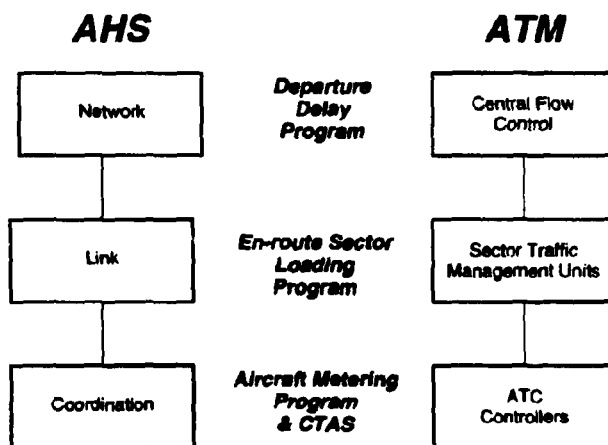 AHS
ATM
Network
Departure
Delay
Program
Central Flow
Control
Link
En-route Sector
Loading
Program
Sector Traffic
Management Units
Coordination
Aircraft Metering
Program
& CTAS
ATC
Controllers